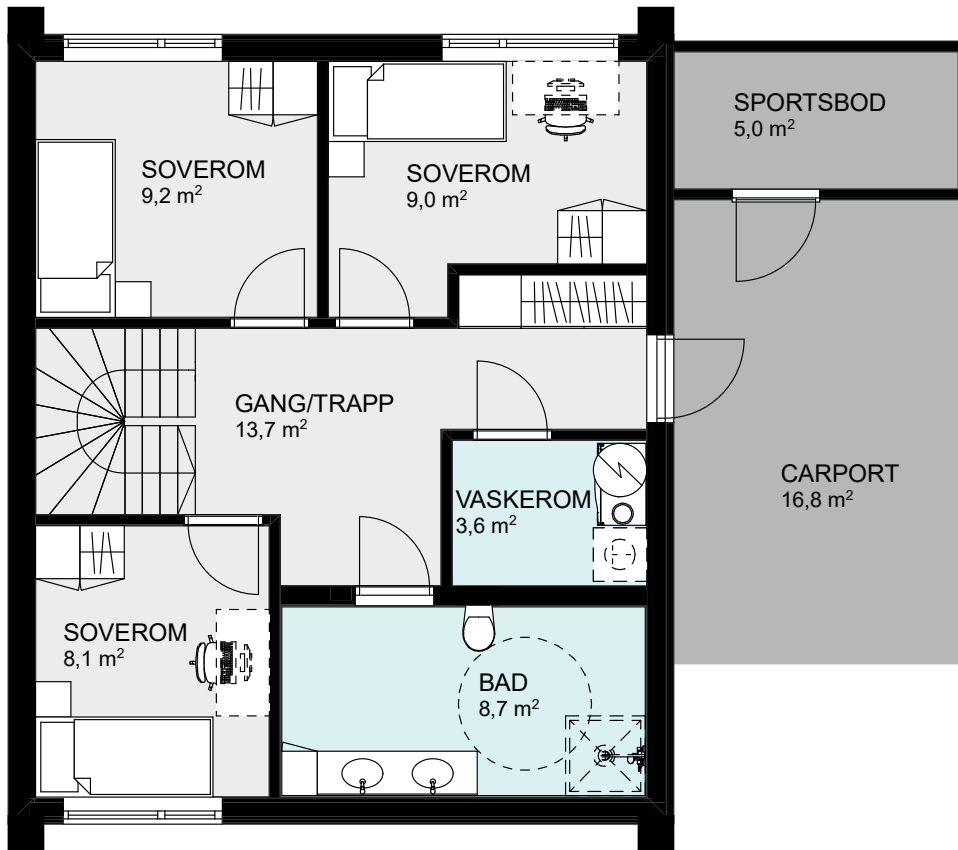 SPORTSBOD
5,0 m²
SOVEROM
9,2 m²
SOVEROM
9,0 m²
GANG/TRAPP
13,7 m²
CARPORT
16,8 m²
VASKEROM
3,6 m²
SOVEROM
8,1 m²
BAD
8,7 m²